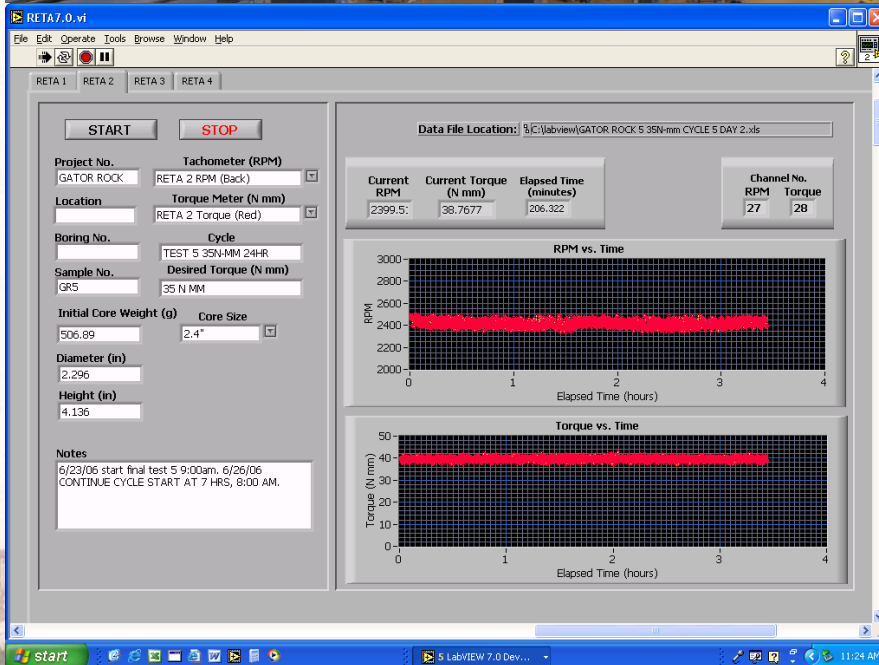 RETA7.0.vi
File Edit Operate Tools Browse Window Help
RETA 1 RETA 2 RETA 3 RETA 4
START STOP
Project No. Tachometer (RPM)
GATOR ROCK RETA 2 RPM (Back)
Location Torque Meter (N mm)
RETA 2 Torque (Red)
Boring No. Cycle
TEST 5 35N-MM 24HR
Sample No. Desired Torque (N mm)
GR5 35 N MM
Initial Core Weight (g) Core Size
506.89 2.4"
Diameter (in)
2.296
Height (in)
4.136
Notes
6/23/06 start final test 5 9:00am. 6/26/06
CONTINUE CYCLE START AT 7 HRS, 8:00 AM.
Data File Location: C:\labview\GATOR ROCK 5 35N-mm CYCLE 5 DAY 2.xls
Current RPM Current Torque (N mm) Elapsed Time (minutes)
2399.5: 38.7677 206.322
Channel No.
RPM Torque
27 28
RPM vs. Time
3000
2800
2600
2400
2200
2000
RPM
0 1 2 3 4
Elapsed Time (hours)
Torque vs. Time
50
40
30
20
10
0
Torque (N mm)
0 1 2 3 4
Elapsed Time (hours)
start 5 LabVIEW 7.0 Dev... 11:24 AM